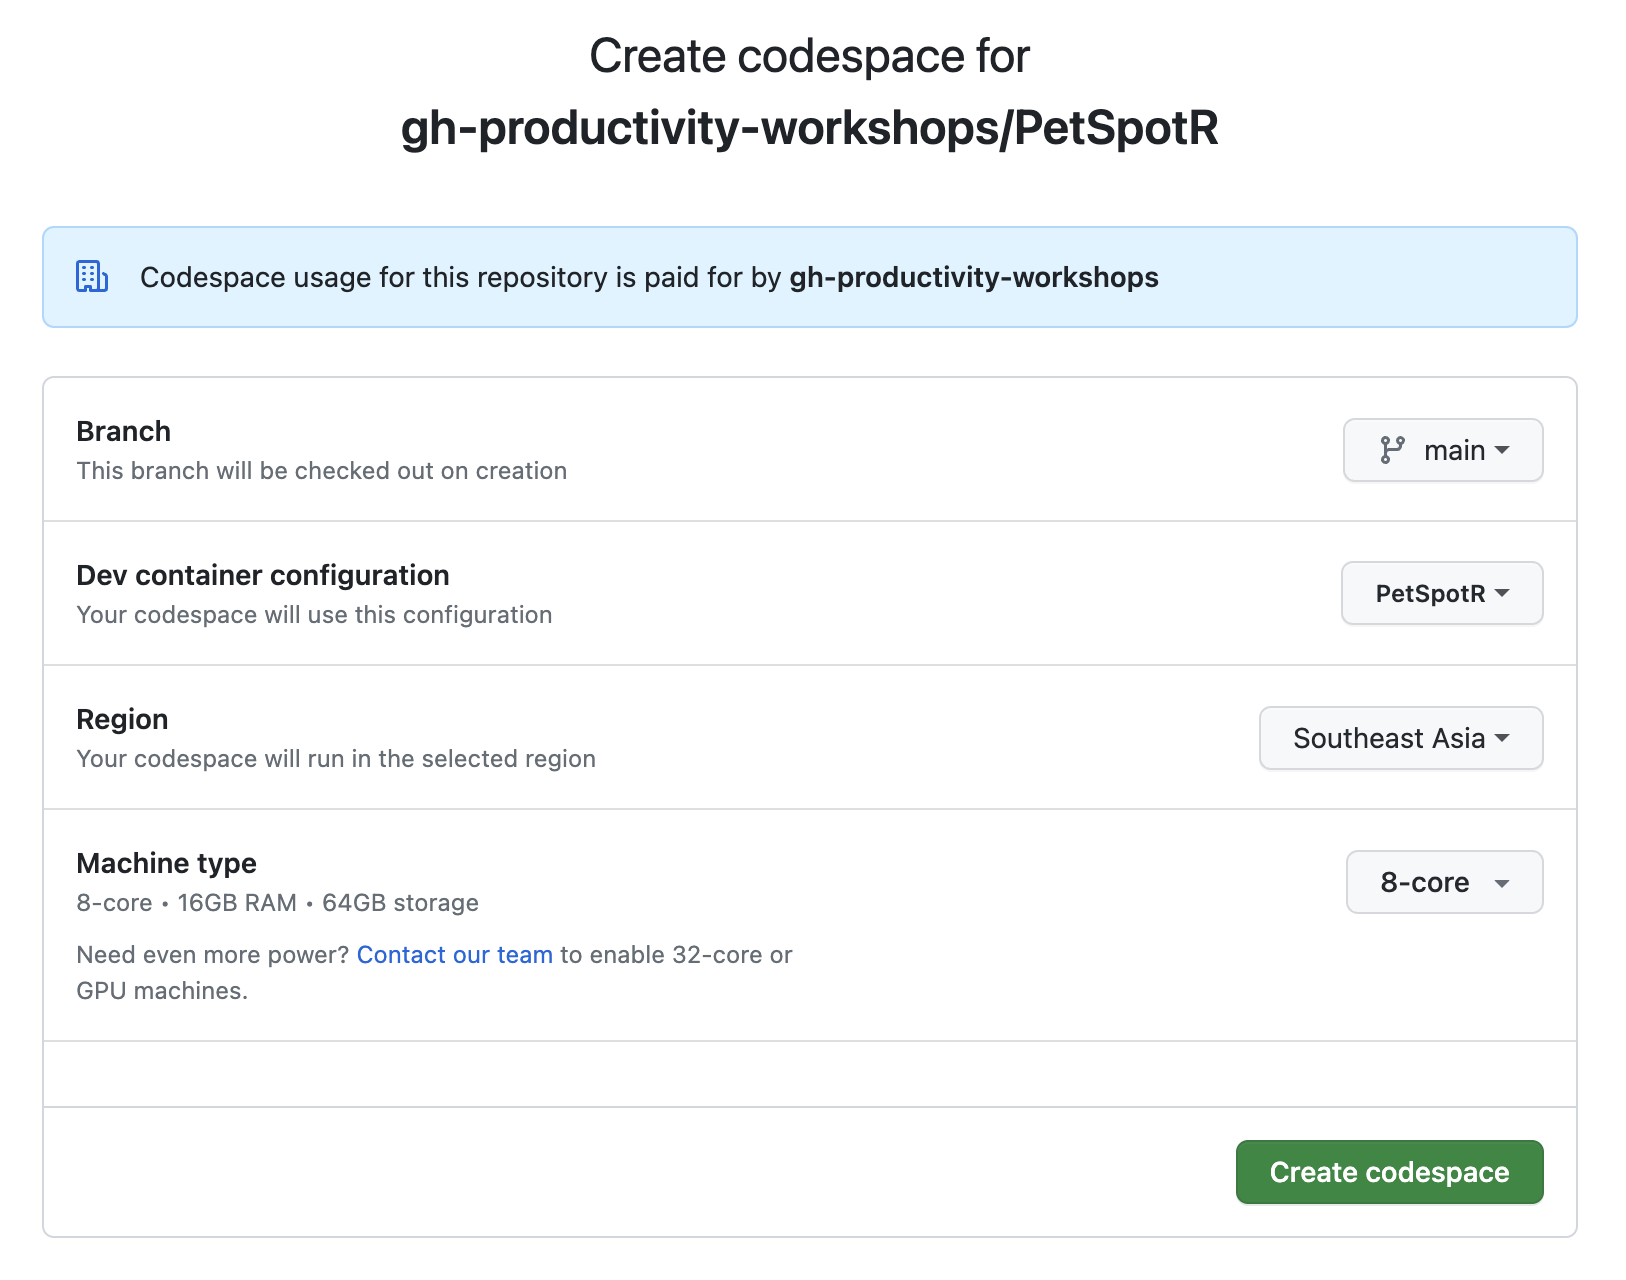 Create codespace for
gh-productivity-workshops/PetSpotR
Codespace usage for this repository is paid for by gh-productivity-workshops
Branch
This branch will be checked out on creation
main
Dev container configuration
Your codespace will use this configuration
PetSpotR
Region
Your codespace will run in the selected region
Southeast Asia
Machine type
8-core • 16GB RAM • 64GB storage
8-core
Need even more power? Contact our team to enable 32-core or
GPU machines.
Create codespace